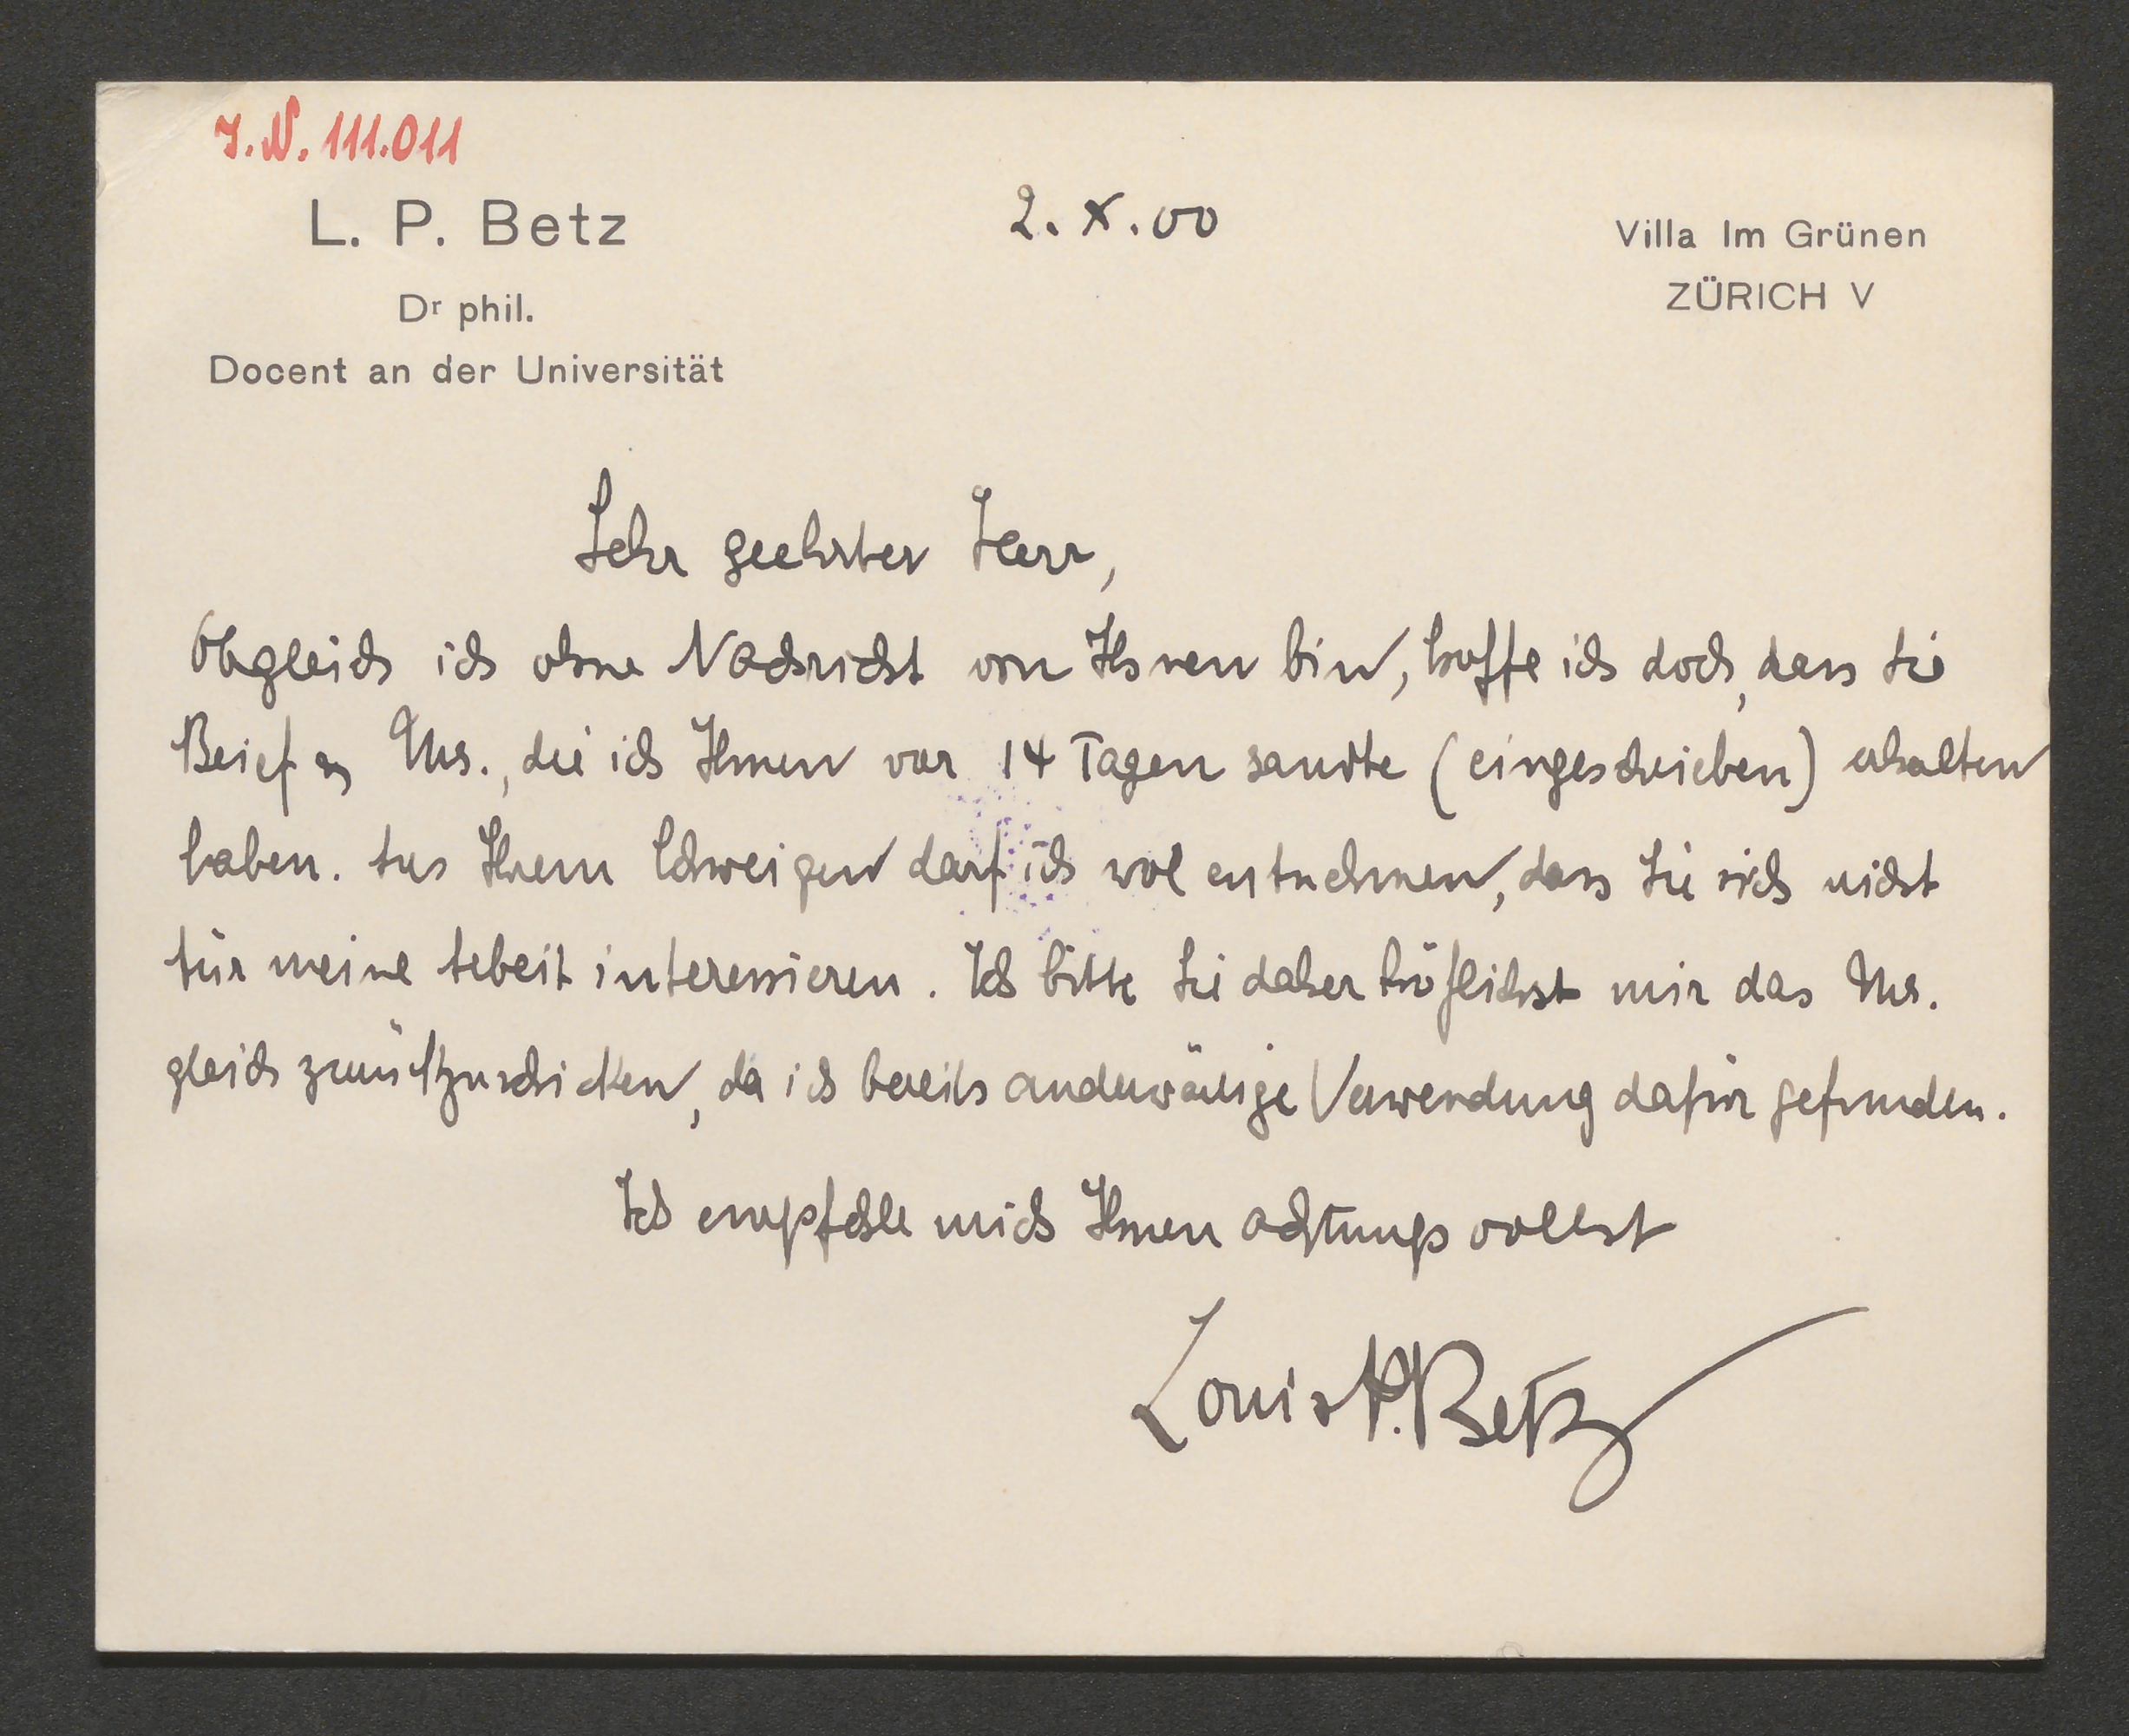 J.N. 111.011
L. P. Betz
2. X. 00
Villa Im Grünen
ZÜRICH V
Dr phil.
Docent an der Universität
Sehr geehrter Herr,
Obgleich ich ohne Nachricht von Ihnen bin, hoffe ich doch, dass Sie
Brief u Ms., die ich Ihnen vor 14 Tagen sandte (eingeschrieben) erhalten
haben. Aus Ihrem Schweigen darf ich wol entnehmen, dass Sie sich nicht
für meine Arbeit interessieren. Ich bitte Sie daher höflichst mir das Ms.
gleich zurückzuschicken, da ich bereits anderwärtige Verwendung dafür gefunden.
Ich empfehle mich Ihnen achtungsvollst
Louis P. Betz